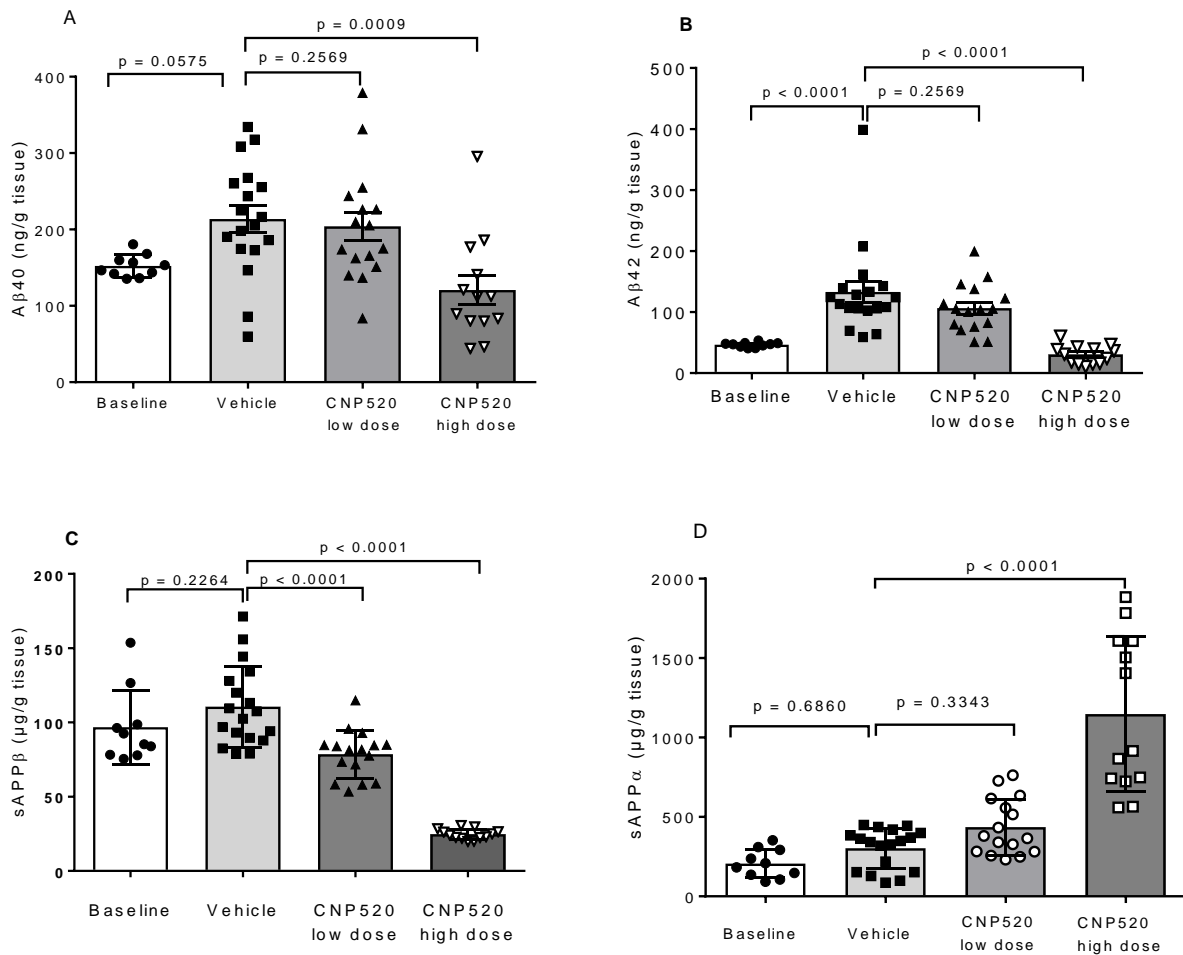 A
p = 0.0009
p = 0.0575
p = 0.2569
400
300
200
100
0
Aβ40 (ng/g tissue)
Baseline
Vehicle
CNP520
low dose
CNP520
high dose
B
p < 0.0001
p < 0.0001
p = 0.2569
500
400
300
200
100
0
Aβ42 (ng/g tissue)
Baseline
Vehicle
CNP520
low dose
CNP520
high dose
C
p < 0.0001
p = 0.2264
p < 0.0001
200
150
100
50
0
sAPPβ (µg/g tissue)
Baseline
Vehicle
CNP520
low dose
CNP520
high dose
D
p < 0.0001
p = 0.6860
p = 0.3343
2000
1500
1000
500
0
sAPPα (µg/g tissue)
Baseline
Vehicle
CNP520
low dose
CNP520
high dose